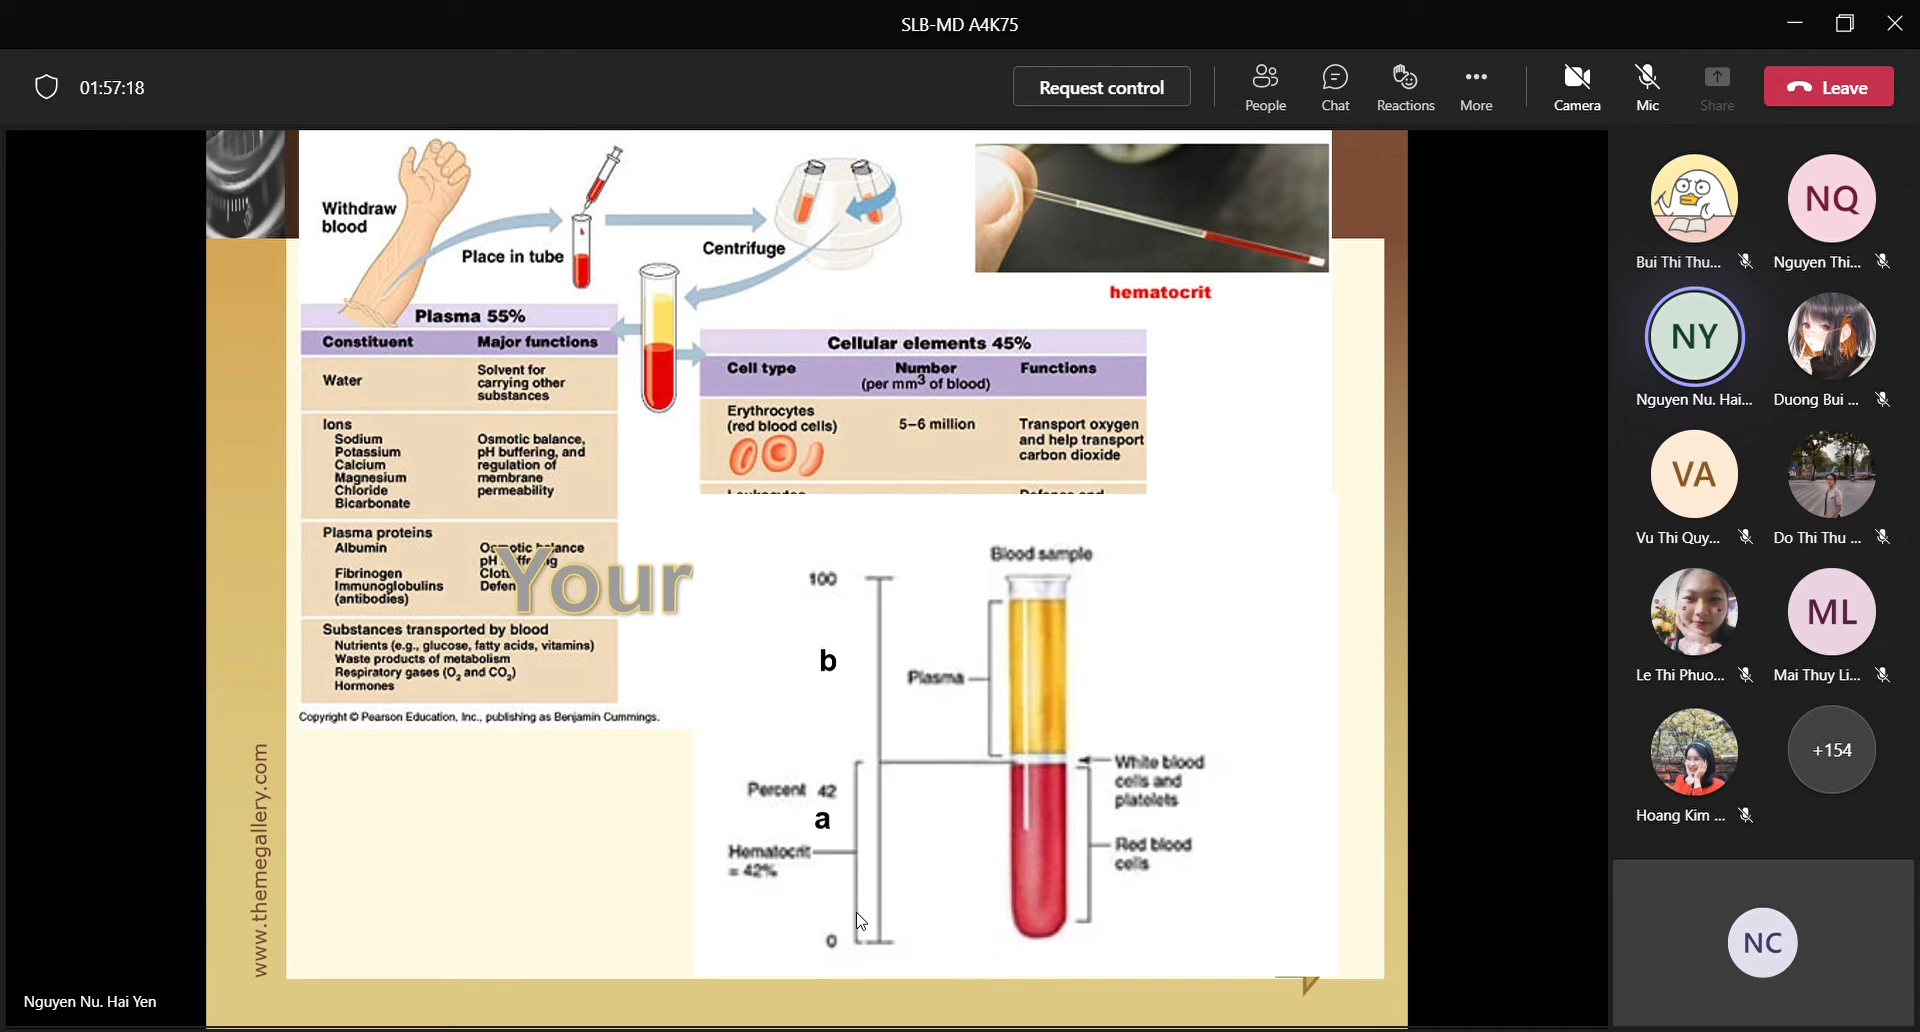 SLB-MD A4K75
01:57:18
Request control
People
Chat
Reactions
More
Camera
Mic
Share
Leave
Withdraw
blood
Place in tube
Centrifuge
hematocrit
Plasma 55%
Constituent Major functions
Water
Solvent for
carrying other
substances
Ions
Sodium
Potassium
Calcium
Magnesium
Chloride
Bicarbonate
Osmotic balance,
pH buffering, and
regulation of
membrane
permeability
Plasma proteins
Albumin
Fibrinogen
Immunoglobulins
(antibodies)
Your
Substances transported by blood
Nutrients (e.g., glucose, fatty acids, vitamins)
Waste products of metabolism
Respiratory gases (O2 and CO2)
Hormones
Copyright © Pearson Education, Inc., publishing as Benjamin Cummings.
Cellular elements 45%
Cell type
Number
(per mm3 of blood)
Functions
Erythrocytes
(red blood cells)
5–6 million
Transport oxygen
and help transport
carbon dioxide
Blood sample
100
b
Plasma
White blood
cells and
platelets
Percent 42
a
Hematocrit
= 42%
Red blood
cells
0
www.themegallery.com
Nguyen Nu. Hai Yen
Bui Thi Thu...
NQ
Nguyen Thi...
NY
Nguyen Nu. Hai...
Duong Bui ...
VA
Vu Thi Quy...
Do Thi Thu ...
Le Thi Phuo...
ML
Mai Thuy Li...
Hoang Kim ...
+154
NC